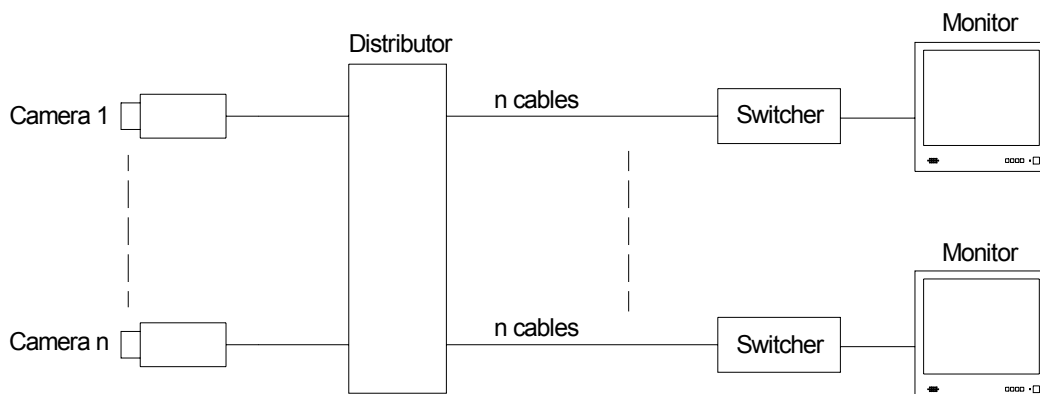 Monitor
Distributor
Camera 1
n cables
Switcher
Monitor
Camera n
n cables
Switcher